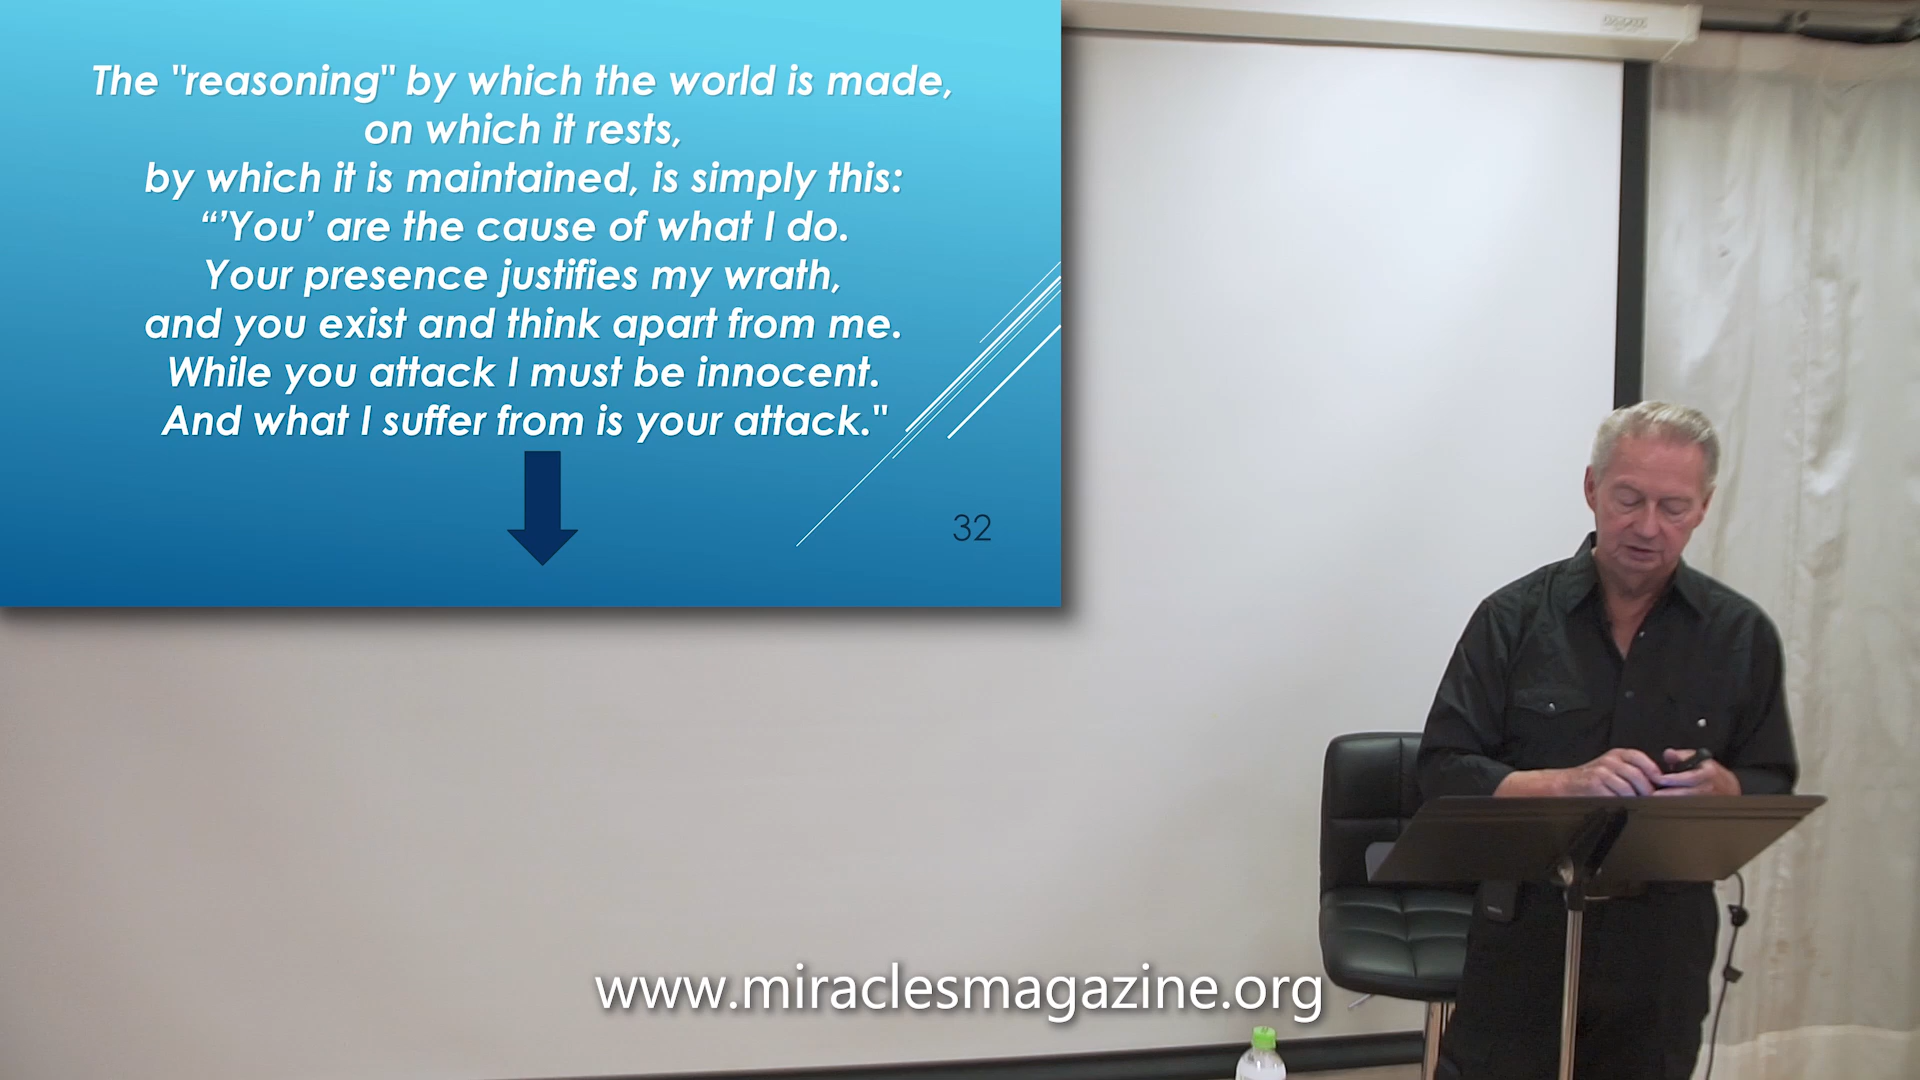 The "reasoning" by which the world is made,
on which it rests,
by which it is maintained, is simply this:
“’You’ are the cause of what I do.
Your presence justifies my wrath,
and you exist and think apart from me.
While you attack I must be innocent.
And what I suffer from is your attack."
32
www.miraclesmagazine.org